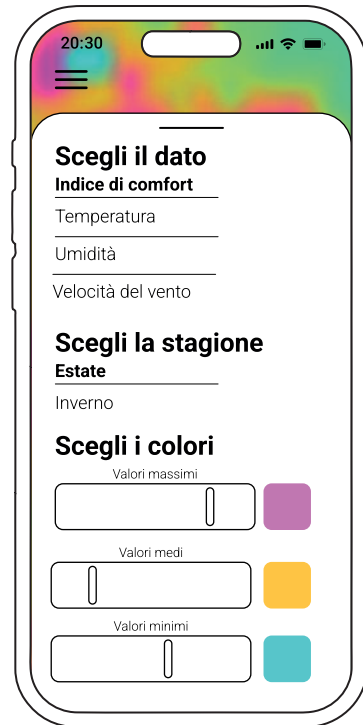 20:30
Scegli il dato
Indice di comfort
Temperatura
Umidità
Velocità del vento
Scegli la stagione
Estate
Inverno
Scegli i colori
Valori massimi
Valori medi
Valori minimi